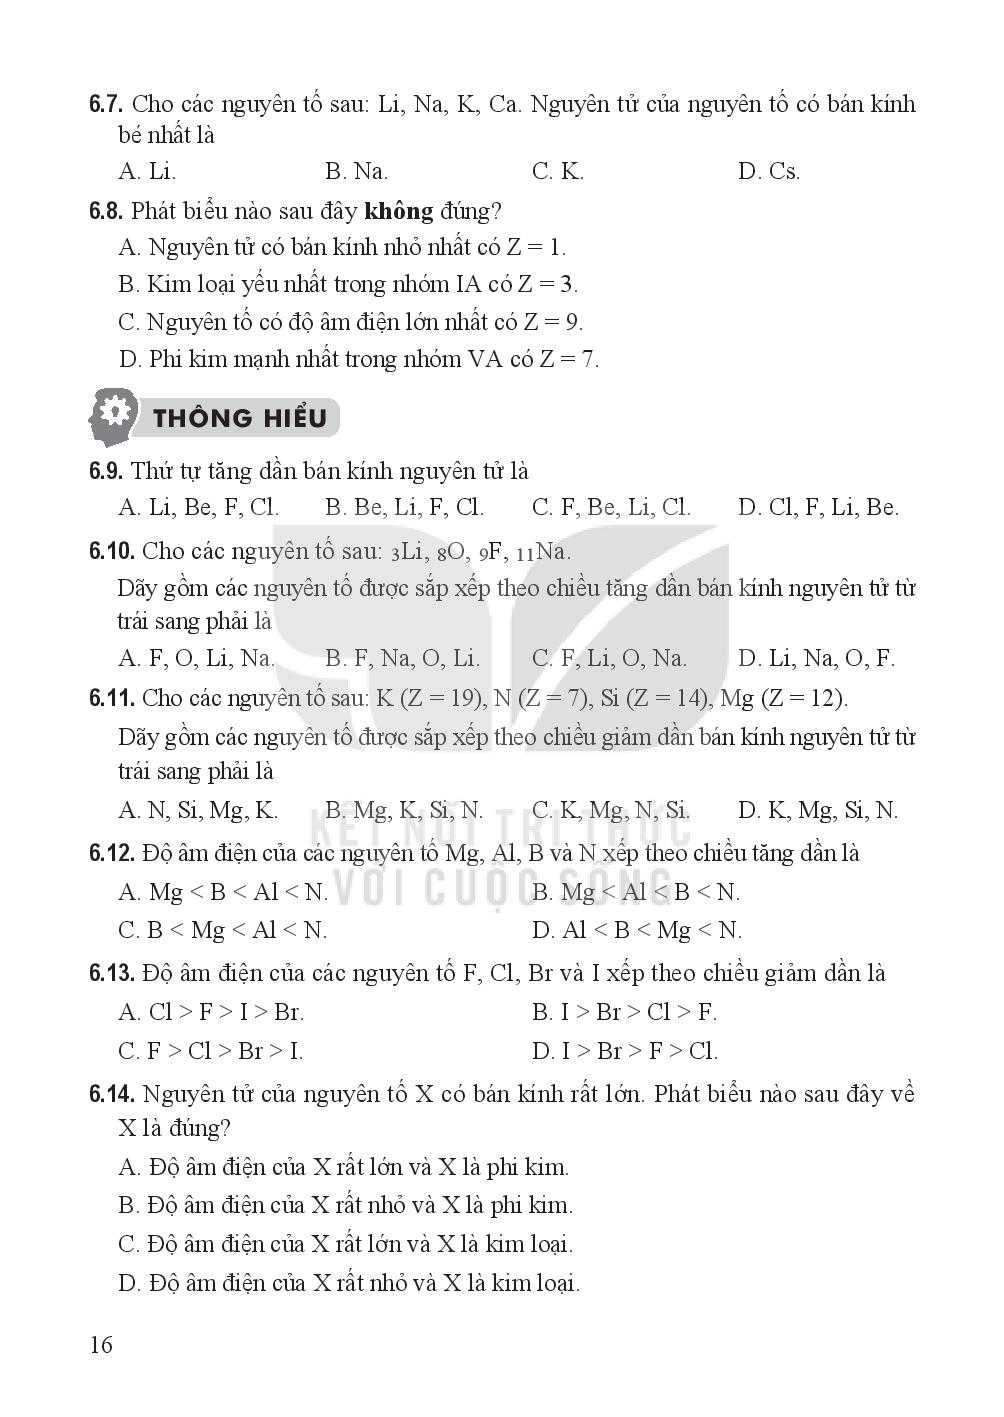 6.7. Cho các nguyên tố sau: Li, Na, K, Ca. Nguyên tử của nguyên tố có bán kính
bé nhất là
A. Li. B. Na. C. K. D. Cs.
6.8. Phát biểu nào sau đây không đúng?
A. Nguyên tử có bán kính nhỏ nhất có Z = 1.
B. Kim loại yếu nhất trong nhóm IA có Z = 3.
C. Nguyên tố có độ âm điện lớn nhất có Z = 9.
D. Phi kim mạnh nhất trong nhóm VA có Z = 7.
THÔNG HIỂU
6.9. Thứ tự tăng dần bán kính nguyên tử là
A. Li, Be, F, Cl. B. Be, Li, F, Cl. C. F, Be, Li, Cl. D. Cl, F, Li, Be.
6.10. Cho các nguyên tố sau: ₃Li, ₈O, ₉F, ₁₁Na.
Dãy gồm các nguyên tố được sắp xếp theo chiều tăng dần bán kính nguyên tử từ
trái sang phải là
A. F, O, Li, Na. B. F, Na, O, Li. C. F, Li, O, Na. D. Li, Na, O, F.
6.11. Cho các nguyên tố sau: K (Z = 19), N (Z = 7), Si (Z = 14), Mg (Z = 12).
Dãy gồm các nguyên tố được sắp xếp theo chiều giảm dần bán kính nguyên tử từ
trái sang phải là
A. N, Si, Mg, K. B. Mg, K, Si, N. C. K, Mg, N, Si. D. K, Mg, Si, N.
KẾT NỐI TRI THỨC
6.12. Độ âm điện của các nguyên tố Mg, Al, B và N xếp theo chiều tăng dần là
VỚI CUỘC SỐNG
A. Mg < B < Al < N. B. Mg < Al < B < N.
C. B < Mg < Al < N. D. Al < B < Mg < N.
6.13. Độ âm điện của các nguyên tố F, Cl, Br và I xếp theo chiều giảm dần là
A. Cl > F > I > Br. B. I > Br > Cl > F.
C. F > Cl > Br > I. D. I > Br > F > Cl.
6.14. Nguyên tử của nguyên tố X có bán kính rất lớn. Phát biểu nào sau đây về
X là đúng?
A. Độ âm điện của X rất lớn và X là phi kim.
B. Độ âm điện của X rất nhỏ và X là phi kim.
C. Độ âm điện của X rất lớn và X là kim loại.
D. Độ âm điện của X rất nhỏ và X là kim loại.
16